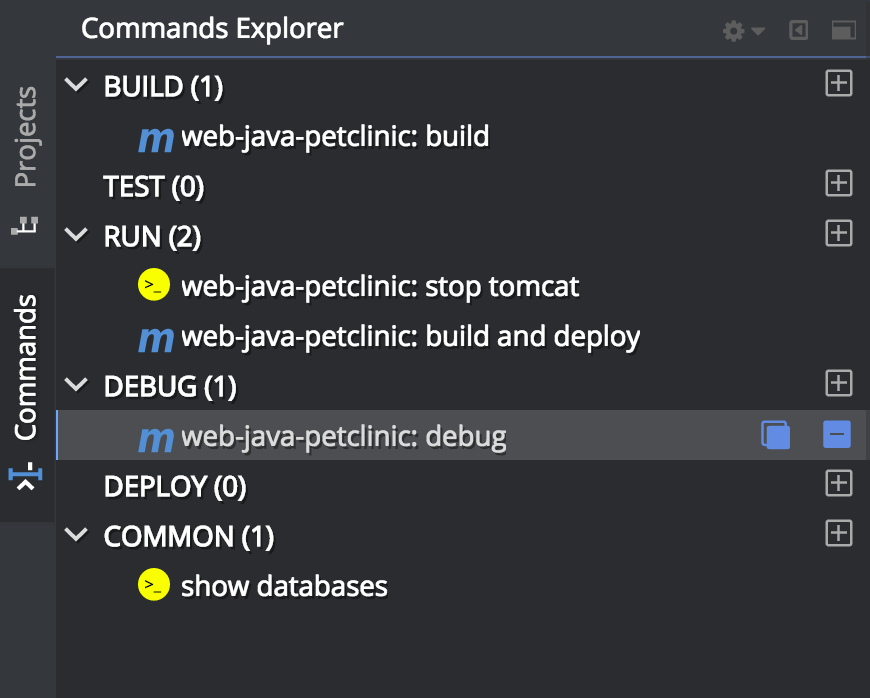 Commands Explorer
Projects
Commands
BUILD (1)
m web-java-petclinic: build
TEST (0)
RUN (2)
>_ web-java-petclinic: stop tomcat
m web-java-petclinic: build and deploy
DEBUG (1)
m web-java-petclinic: debug
DEPLOY (0)
COMMON (1)
>_ show databases